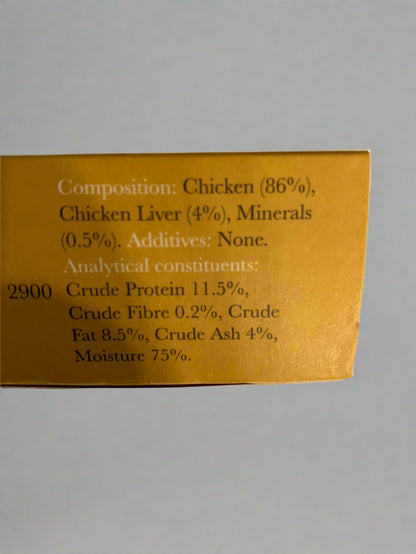 Composition: Chicken (86%),
Chicken Liver (4%), Minerals
(0.5%). Additives: None.
Analytical constituents:
2900 Crude Protein 11.5%,
Crude Fibre 0.2%, Crude
Fat 8.5%, Crude Ash 4%,
Moisture 75%.